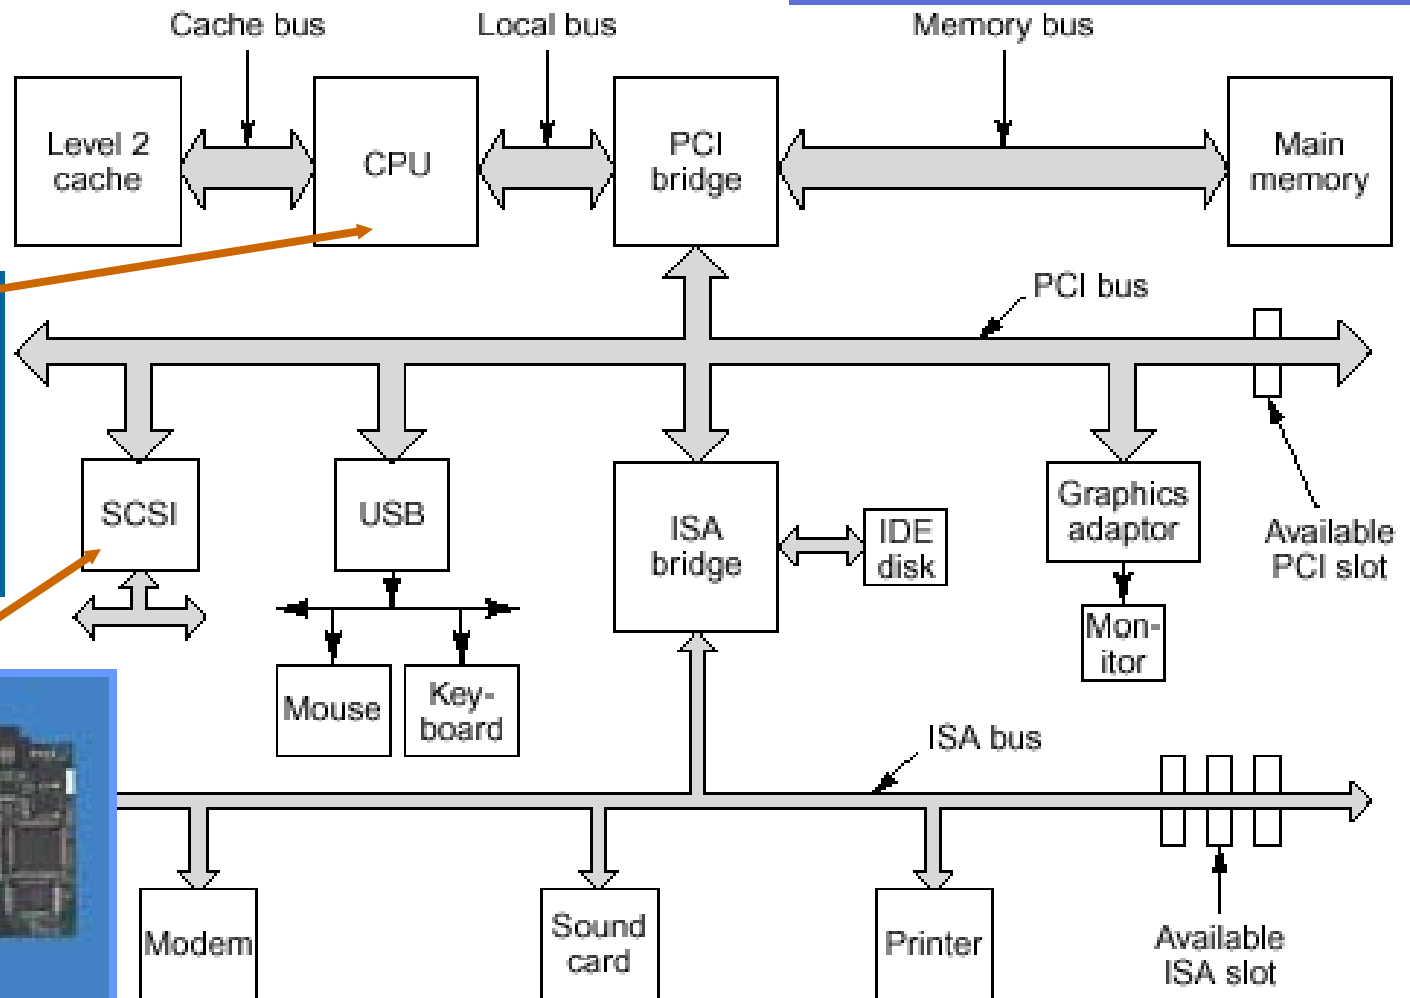 Cache bus
Local bus
Memory bus
Level 2
cache
CPU
PCI
bridge
Main
memory
PCI bus
SCSI
USB
ISA
bridge
IDE
disk
Graphics
adaptor
Available
PCI slot
Mon-
itor
Mouse
Key-
board
ISA bus
Modem
Sound
card
Printer
Available
ISA slot